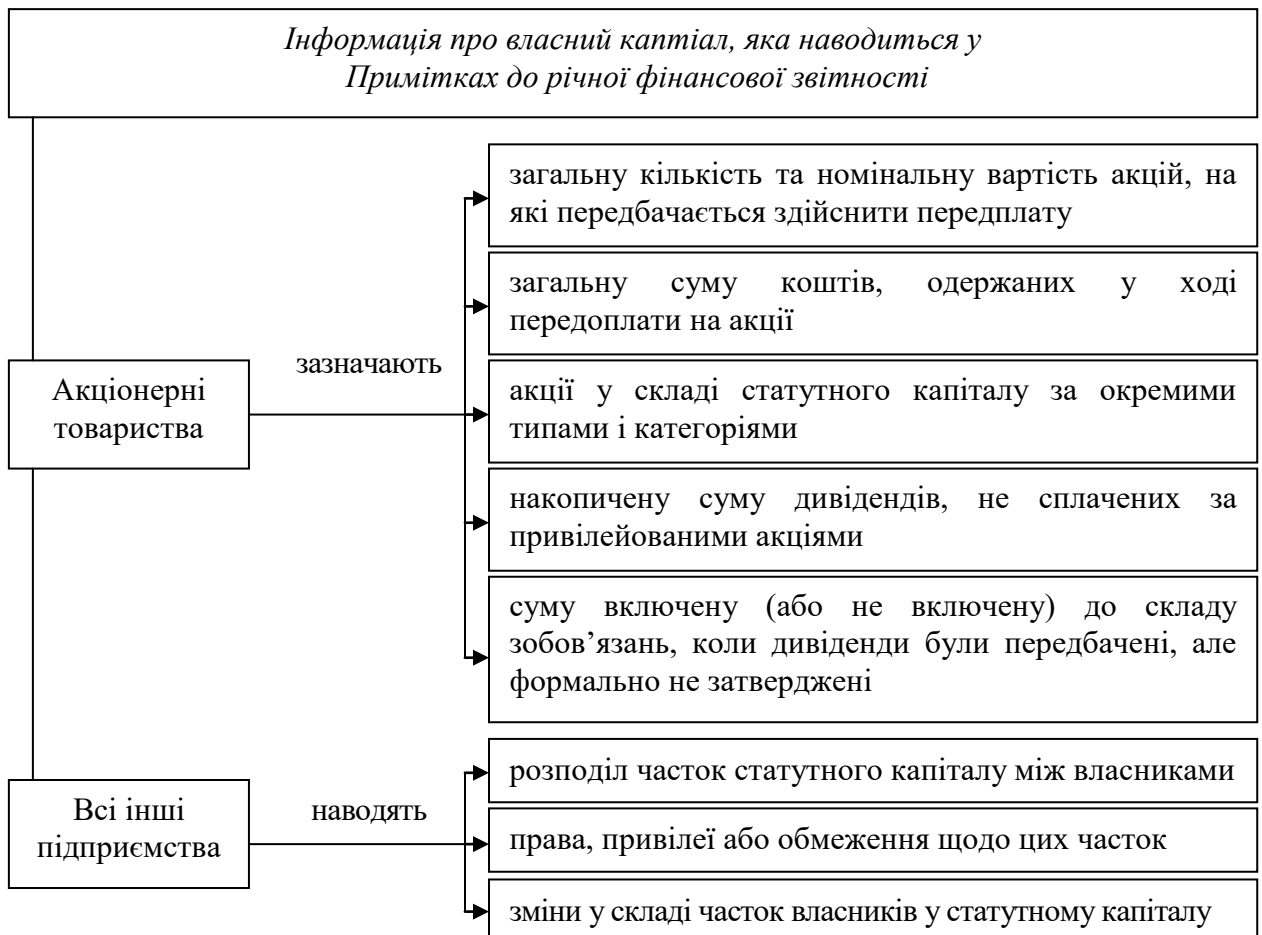 Інформація про власний каптіал, яка наводиться у
Примітках до річної фінансової звітності
загальну кількість та номінальну вартість акцій, на
які передбачається здійснити передплату
загальну суму коштів, одержаних у ході
передоплати на акції
зазначають
Акціонерні
товариства
акції у складі статутного капіталу за окремими
типами і категоріями
накопичену суму дивідендів, не сплачених за
привілейованими акціями
суму включену (або не включену) до складу
зобов’язань, коли дивіденди були передбачені, але
формально не затверджені
Всі інші
підприємства
наводять
розподіл часток статутного капіталу між власниками
права, привілеї або обмеження щодо цих часток
зміни у складі часток власників у статутному капіталу